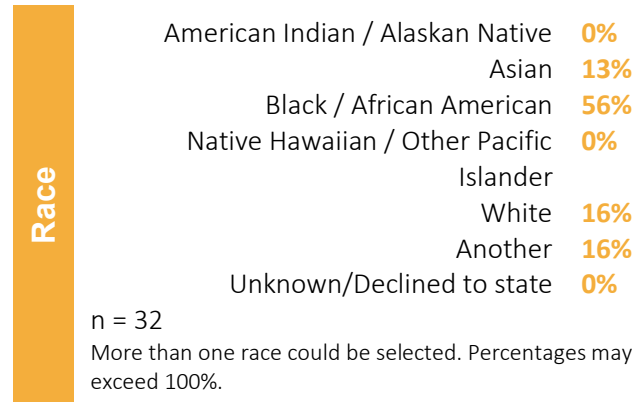 Race
American Indian / Alaskan Native 0%
Asian 13%
Black / African American 56%
Native Hawaiian / Other Pacific 0%
Islander
White 16%
Another 16%
Unknown/Declined to state 0%
n = 32
More than one race could be selected. Percentages may
exceed 100%.